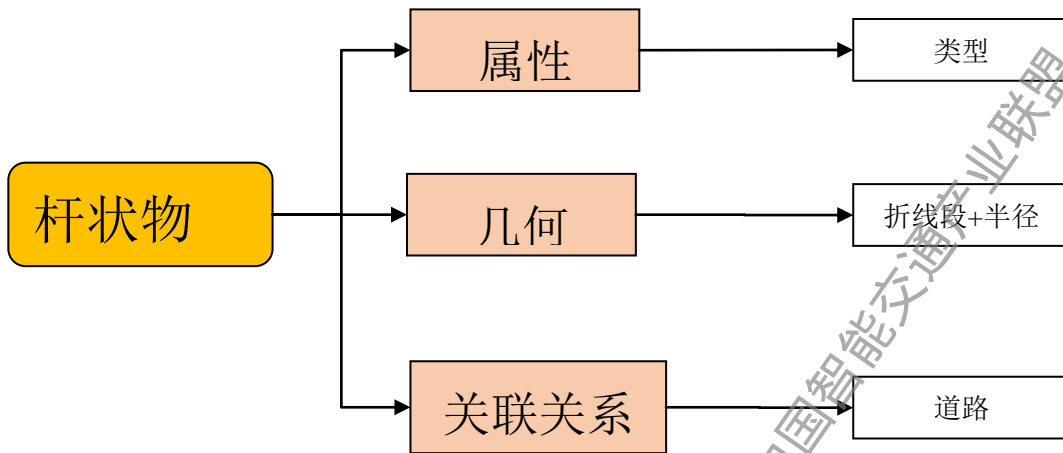 属性
类型
杆状物
几何
折线段+半径
关联关系
道路
国智能交通产业联盟